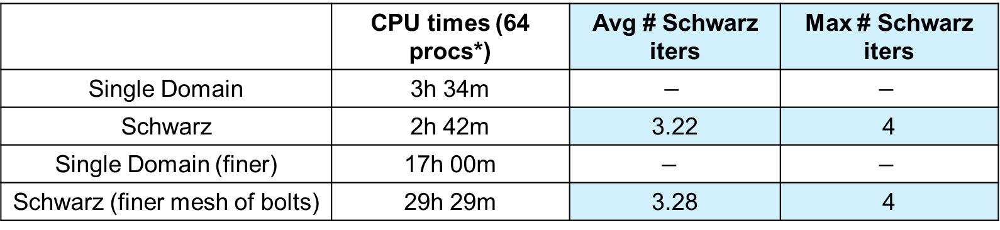 CPU times (64 procs*) Avg # Schwarz iters Max # Schwarz iters
Single Domain 3h 34m – –
Schwarz 2h 42m 3.22 4
Single Domain (finer) 17h 00m – –
Schwarz (finer mesh of bolts) 29h 29m 3.28 4